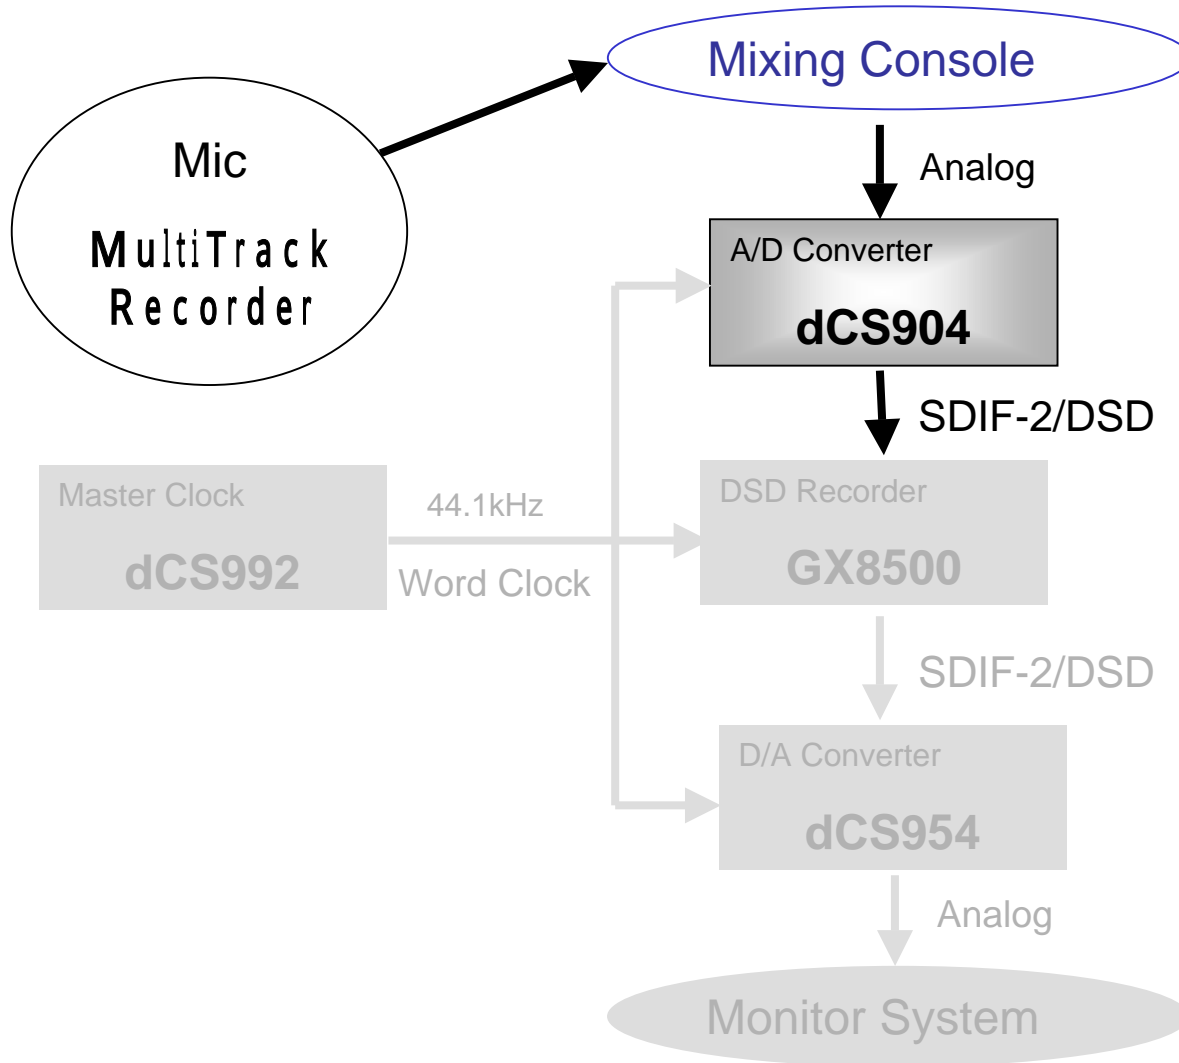 Mixing Console
Mic
MultiTrack
Recorder
Analog
A/D Converter
dCS904
SDIF-2/DSD
Master Clock
dCS992
44.1kHz
Word Clock
DSD Recorder
GX8500
SDIF-2/DSD
D/A Converter
dCS954
Analog
Monitor System